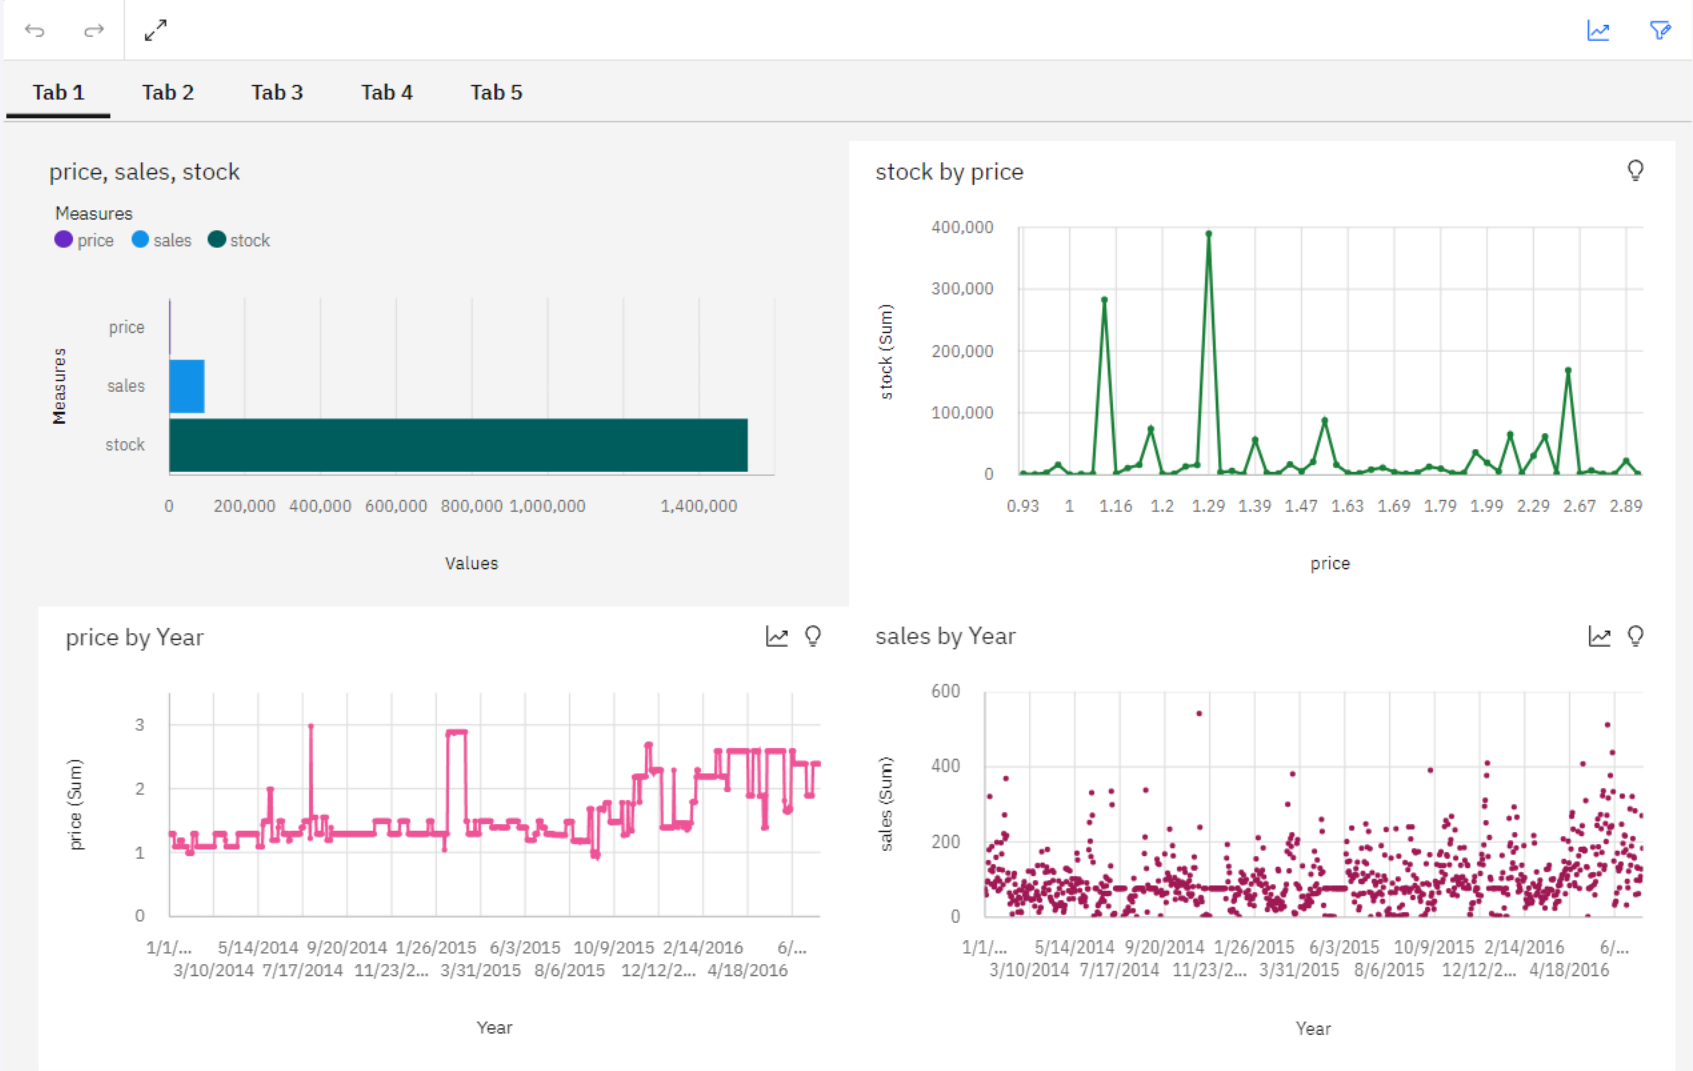 Tab 1 Tab 2 Tab 3 Tab 4 Tab 5
price, sales, stock
Measures
price sales stock
Measures
price
sales
stock
0 200,000 400,000 600,000 800,000 1,000,000 1,400,000
Values
stock by price
stock (Sum)
400,000
300,000
200,000
100,000
0
0.93 1 1.16 1.2 1.29 1.39 1.47 1.63 1.69 1.79 1.99 2.29 2.67 2.89
price
price by Year
price (Sum)
3
2
1
0
1/1/... 5/14/2014 9/20/2014 1/26/2015 6/3/2015 10/9/2015 2/14/2016 6/...
3/10/2014 7/17/2014 11/23/2... 3/31/2015 8/6/2015 12/12/2... 4/18/2016
Year
sales by Year
sales (Sum)
600
400
200
0
1/1/... 5/14/2014 9/20/2014 1/26/2015 6/3/2015 10/9/2015 2/14/2016 6/...
3/10/2014 7/17/2014 11/23/2... 3/31/2015 8/6/2015 12/12/2... 4/18/2016
Year